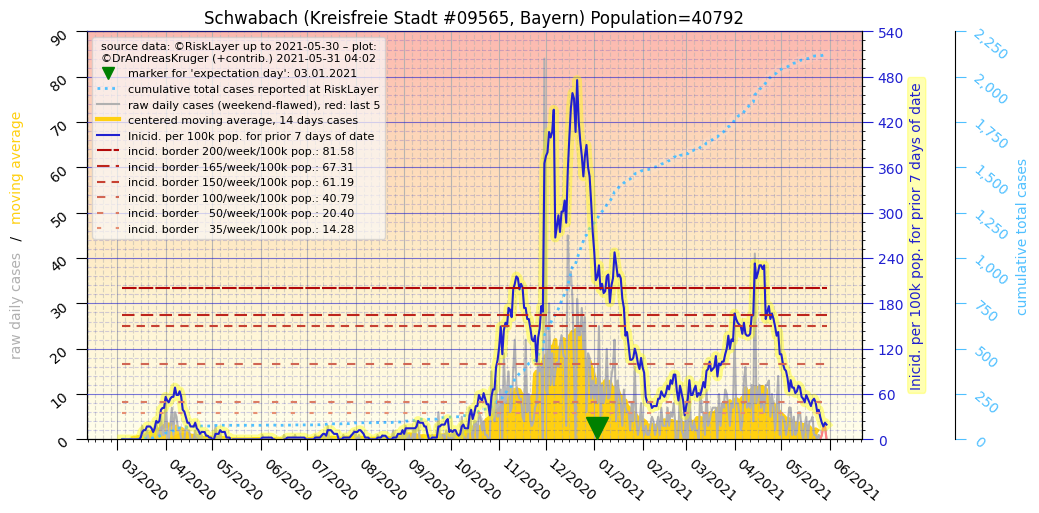 Schwabach (Kreisfreie Stadt #09565, Bayern) Population=40792
source data: ©RiskLayer up to 2021-05-30 – plot:
©DrAndreasKruger (+contrib.) 2021-05-31 04:02
marker for 'expectation day': 03.01.2021
cumulative total cases reported at RiskLayer
raw daily cases (weekend-flawed), red: last 5
centered moving average, 14 days cases
Inicid. per 100k pop. for prior 7 days of date
incid. border 200/week/100k pop.: 81.58
incid. border 165/week/100k pop.: 67.31
incid. border 150/week/100k pop.: 61.19
incid. border 100/week/100k pop.: 40.79
incid. border 50/week/100k pop.: 20.40
incid. border 35/week/100k pop.: 14.28
raw daily cases / moving average
90
80
70
60
50
40
30
20
10
0
03/2020
04/2020
05/2020
06/2020
07/2020
08/2020
09/2020
10/2020
11/2020
12/2020
01/2021
02/2021
03/2021
04/2021
05/2021
06/2021
540
480
420
360
300
240
180
120
60
0
Inicid. per 100k pop. for prior 7 days of date
2,250
2,000
1,750
1,500
1,250
1,000
750
500
250
0
cumulative total cases